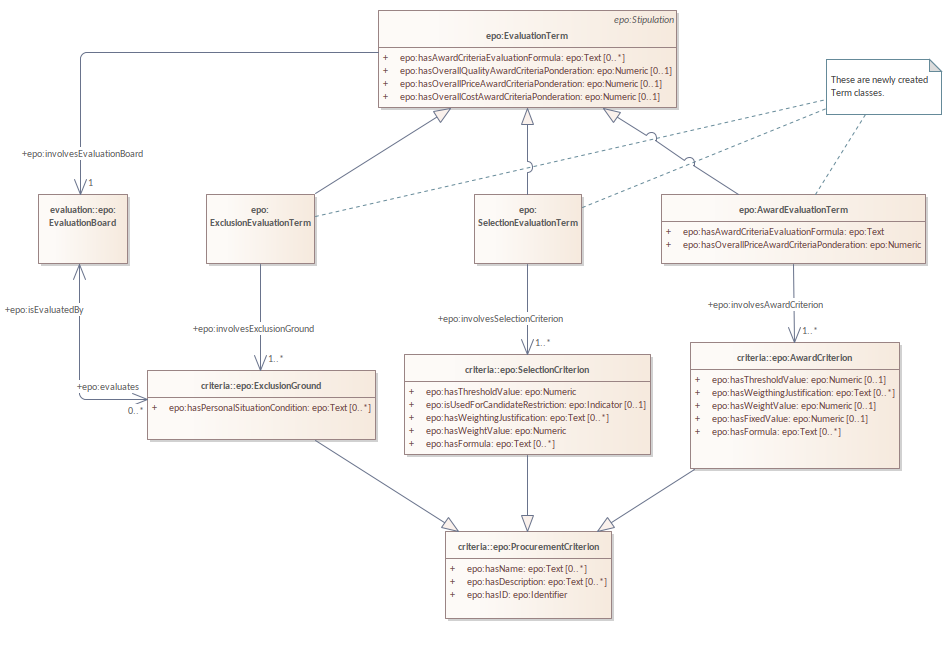 epo:Stipulation
epo:EvaluationTerm
+ epo:hasAwardCriteriaEvaluationFormula: epo:Text [0..*]
+ epo:hasOverallQualityAwardCriteriaPonderation: epo:Numeric [0..1]
+ epo:hasOverallPriceAwardCriteriaPonderation: epo:Numeric [0..1]
+ epo:hasOverallCostAwardCriteriaPonderation: epo:Numeric [0..1]
These are newly created
Term classes.
+epo:involvesEvaluationBoard
1
evaluation::epo:
EvaluationBoard
epo:
ExclusionEvaluationTerm
epo:
SelectionEvaluationTerm
epo:AwardEvaluationTerm
+ epo:hasAwardCriteriaEvaluationFormula: epo:Text
+ epo:hasOverallPriceAwardCriteriaPonderation: epo:Numeric
+epo:isEvaluatedBy
+epo:involvesExclusionGround
1..*
+epo:involvesSelectionCriterion
1..*
+epo:involvesAwardCriterion
1..*
+epo:evaluates
0..*
criteria::epo:ExclusionGround
+ epo:hasPersonalSituationCondition: epo:Text [0..*]
criteria::epo:SelectionCriterion
+ epo:hasThresholdValue: epo:Numeric
+ epo:isUsedForCandidateRestriction: epo:Indicator [0..1]
+ epo:hasWeightingJustification: epo:Text [0..*]
+ epo:hasWeightValue: epo:Numeric
+ epo:hasFormula: epo:Text [0..*]
criteria::epo:AwardCriterion
+ epo:hasThresholdValue: epo:Numeric [0..1]
+ epo:hasWeigthingJustification: epo:Text [0..*]
+ epo:hasWeightValue: epo:Numeric [0..1]
+ epo:hasFixedValue: epo:Numeric [0..1]
+ epo:hasFormula: epo:Text [0..*]
criteria::epo:ProcurementCriterion
+ epo:hasName: epo:Text [0..*]
+ epo:hasDescription: epo:Text [0..*]
+ epo:hasID: epo:Identifier